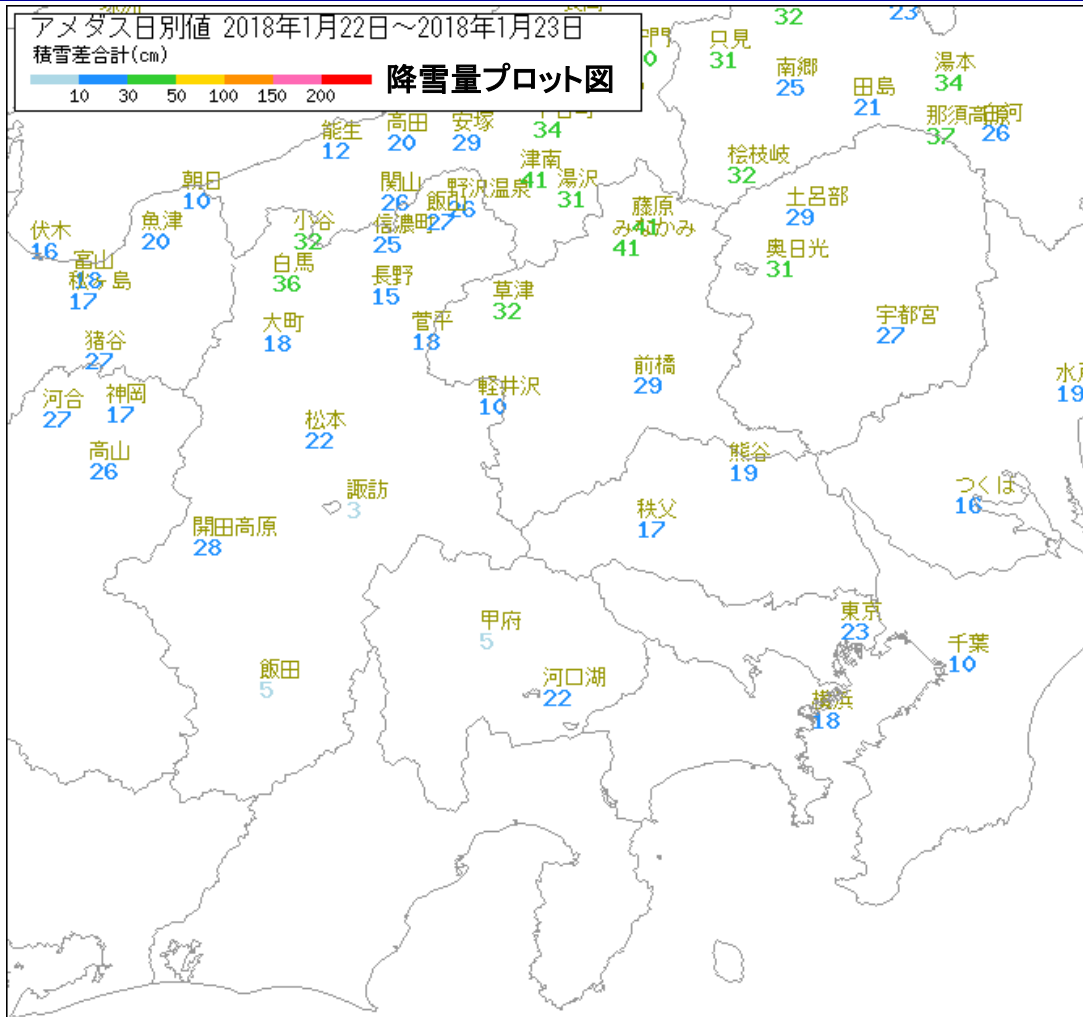 アメダス日別値 2018年1月22日～2018年1月23日
積雪差合計(cm)
10 30 50 100 150 200
降雪量プロット図
32
23
只見
31
南郷
25
田島
21
湯本
34
那須高原
37
白河
26
能生
12
高田
20
安塚
29
34
津南
41
湯沢
31
桧枝岐
32
朝日
10
関山
26
飯山
27
野沢温泉
26
土呂部
29
藤原
41
みなかみ
41
伏木
16
魚津
20
小谷
32
信濃町
25
富山
18
秋ヶ島
17
白馬
36
長野
15
草津
32
奥日光
31
大町
18
菅平
18
宇都宮
27
猪谷
27
前橋
29
水戸
19
河合
27
神岡
17
軽井沢
10
松本
22
高山
26
熊谷
19
諏訪
3
つくば
16
秩父
17
開田高原
28
甲府
5
東京
23
千葉
10
飯田
5
河口湖
22
横浜
18